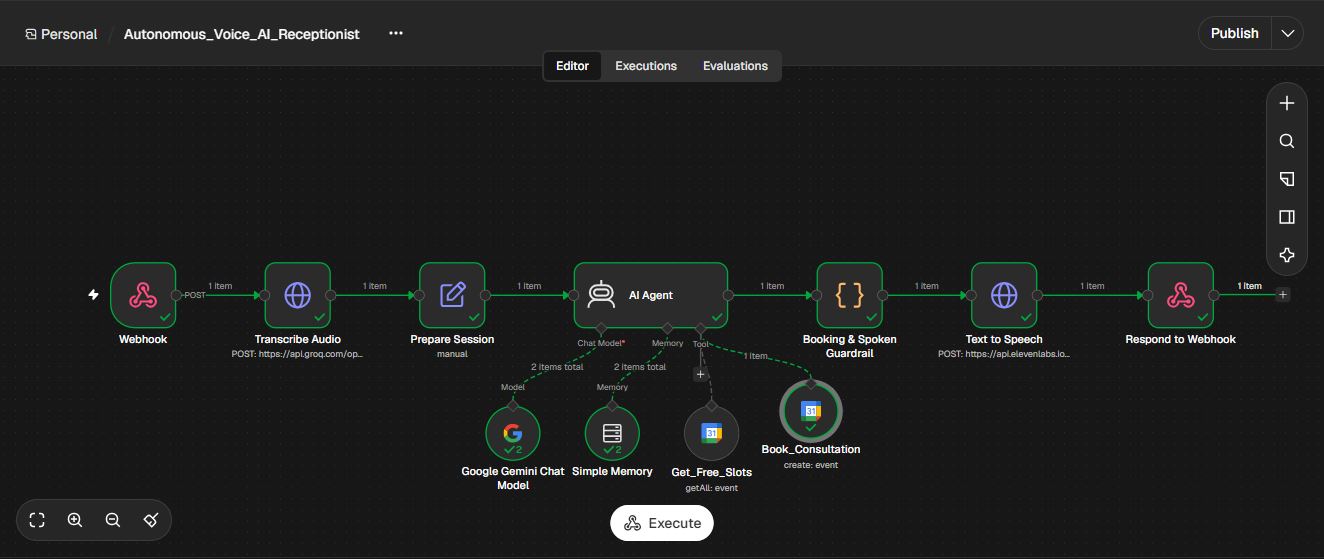 Personal / Autonomous_Voice_AI_Receptionist ...
Publish
Editor Executions Evaluations
Webhook
POST
1 item
Transcribe Audio
POST: https://api.groq.com/op...
1 item
Prepare Session
manual
1 item
AI Agent
Chat Model*
Memory
Tool
1 item
Booking & Spoken
Guardrail
1 item
Text to Speech
POST: https://api.elevenlabs.io...
1 item
Respond to Webhook
1 item
2 items total
Model
2
Google Gemini Chat
Model
2 items total
Memory
2
Simple Memory
31
Get_Free_Slots
getAll: event
1 item
31
Book_Consultation
create: event
Execute